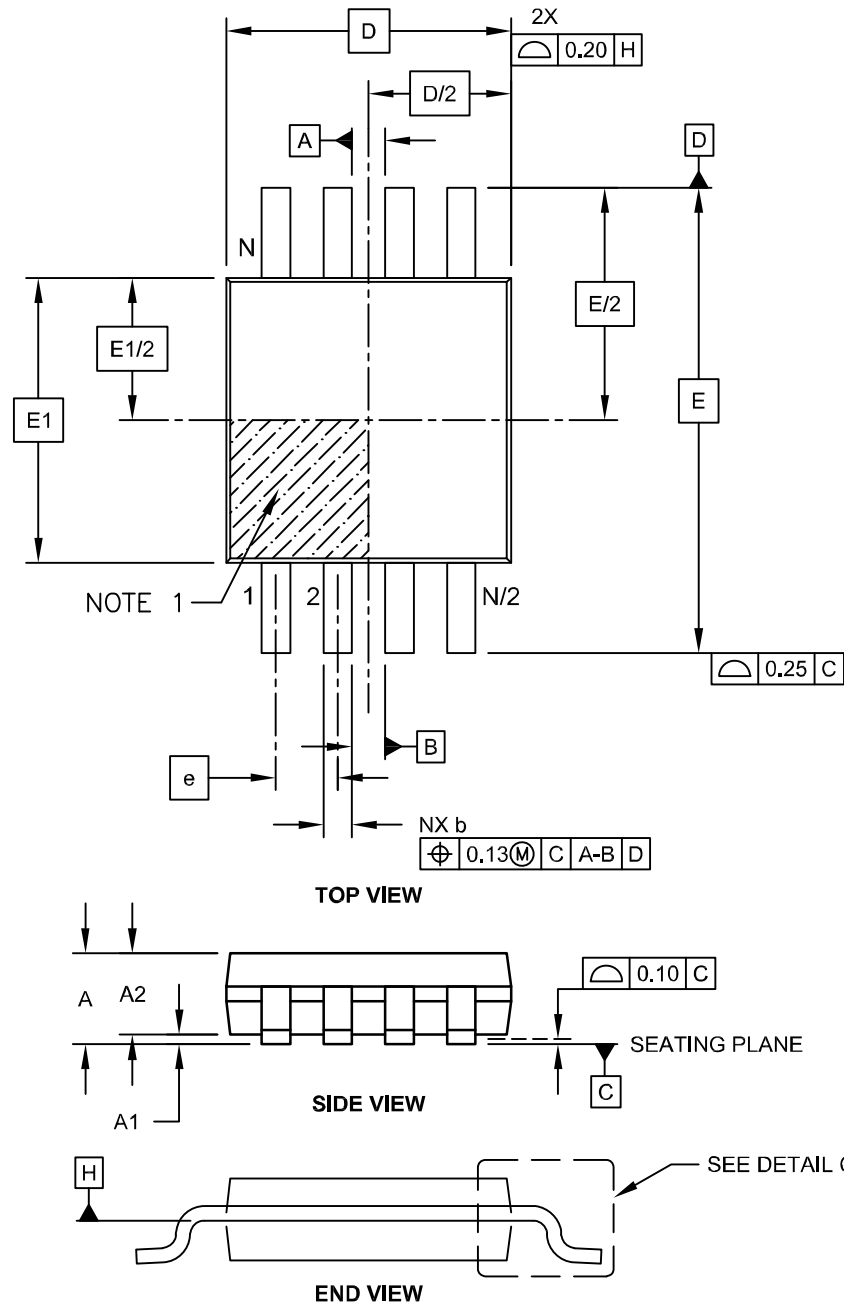 D
2X
⌓ 0.20 H
D/2
A
D
N
E/2
E1/2
E1
E
NOTE 1
1
2
N/2
⌓ 0.25 C
B
e
NX b
⌖ 0.13Ⓜ C A-B D
TOP VIEW
⌓ 0.10 C
A
A2
SEATING PLANE
C
SIDE VIEW
A1
H
SEE DETAIL
END VIEW